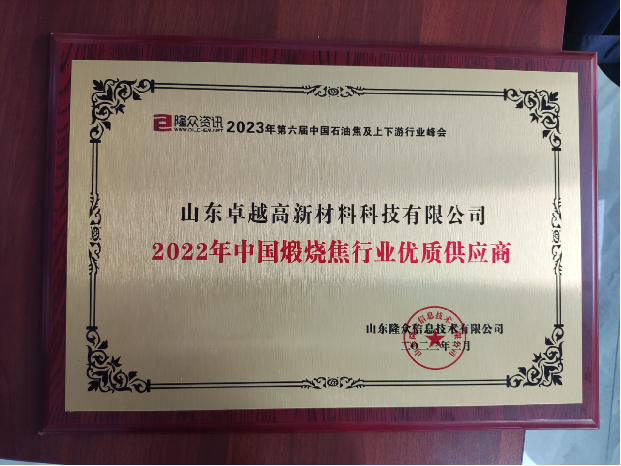 隆众资讯
WWW.OILCHEM.NET
2023年第六届中国石油焦及上下游行业峰会
山东卓越高新材料科技有限公司
2022年中国煅烧焦行业优质供应商
山东隆众信息技术有限公司